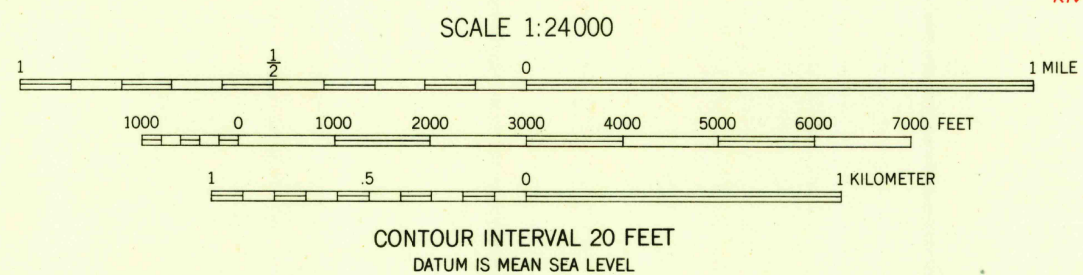 SCALE 1:24000
1 1/2 0 1 MILE
1000 0 1000 2000 3000 4000 5000 6000 7000 FEET
1 .5 0 1 KILOMETER
CONTOUR INTERVAL 20 FEET
DATUM IS MEAN SEA LEVEL